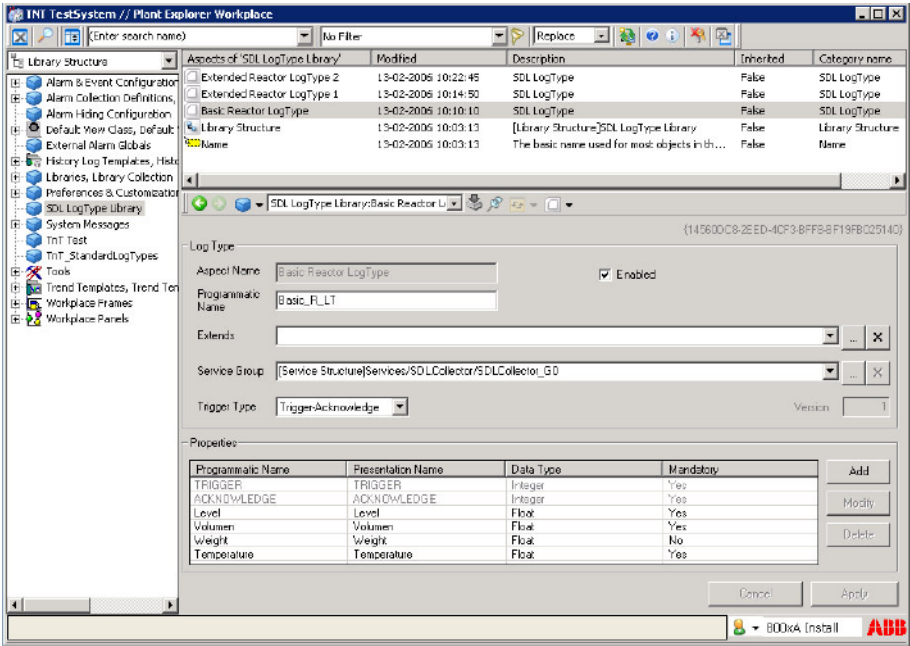 TNT TestSystem // Plant Explorer Workplace
(Enter search name) No Filter Replace
Library Structure
Alarm & Event Configuration
Alarm Collection Definitions,
Alarm Hiding Configuration
Default View Class, Default
External Alarm Globals
History Log Templates, Histo
Libraries, Library Collection
Preferences & Customization
SDL LogType Library
System Messages
TnT Test
TnT_StandardLogTypes
Tools
Trend Templates, Trend Tem
Workplace Frames
Workplace Panels
Aspects of 'SDL LogType Library' Modified Description Inherited Category name
Extended Reactor LogType 2 13-02-2006 10:22:45 SDL LogType False SDL LogType
Extended Reactor LogType 1 13-02-2006 10:14:50 SDL LogType False SDL LogType
Basic Reactor LogType 13-02-2006 10:10:10 SDL LogType False SDL LogType
Library Structure 13-02-2006 10:03:13 [Library Structure]SDL LogType Library False Library Structure
Name 13-02-2006 10:03:13 The basic name used for most objects in th... False Name
SDL LogType Library:Basic Reactor L
Log Type
Aspect Name Basic Reactor LogType Enabled
Programmatic
Name Basic_R_LT
Extends ...
Service Group [Service Structure]Services/SDLCollector/SDLCollector_G0 ...
Trigger Type Trigger-Acknowledge Version 1
Properties
Programmatic Name Presentation Name Data Type Mandatory
TRIGGER TRIGGER Integer Yes
ACKNOWLEDGE ACKNOWLEDGE Integer Yes
Level Level Float Yes
Volumen Volumen Float Yes
Weight Weight Float No
Temperature Temperature Float Yes
Add
Modify
Delete
Cancel Apply
800xA Install ABB